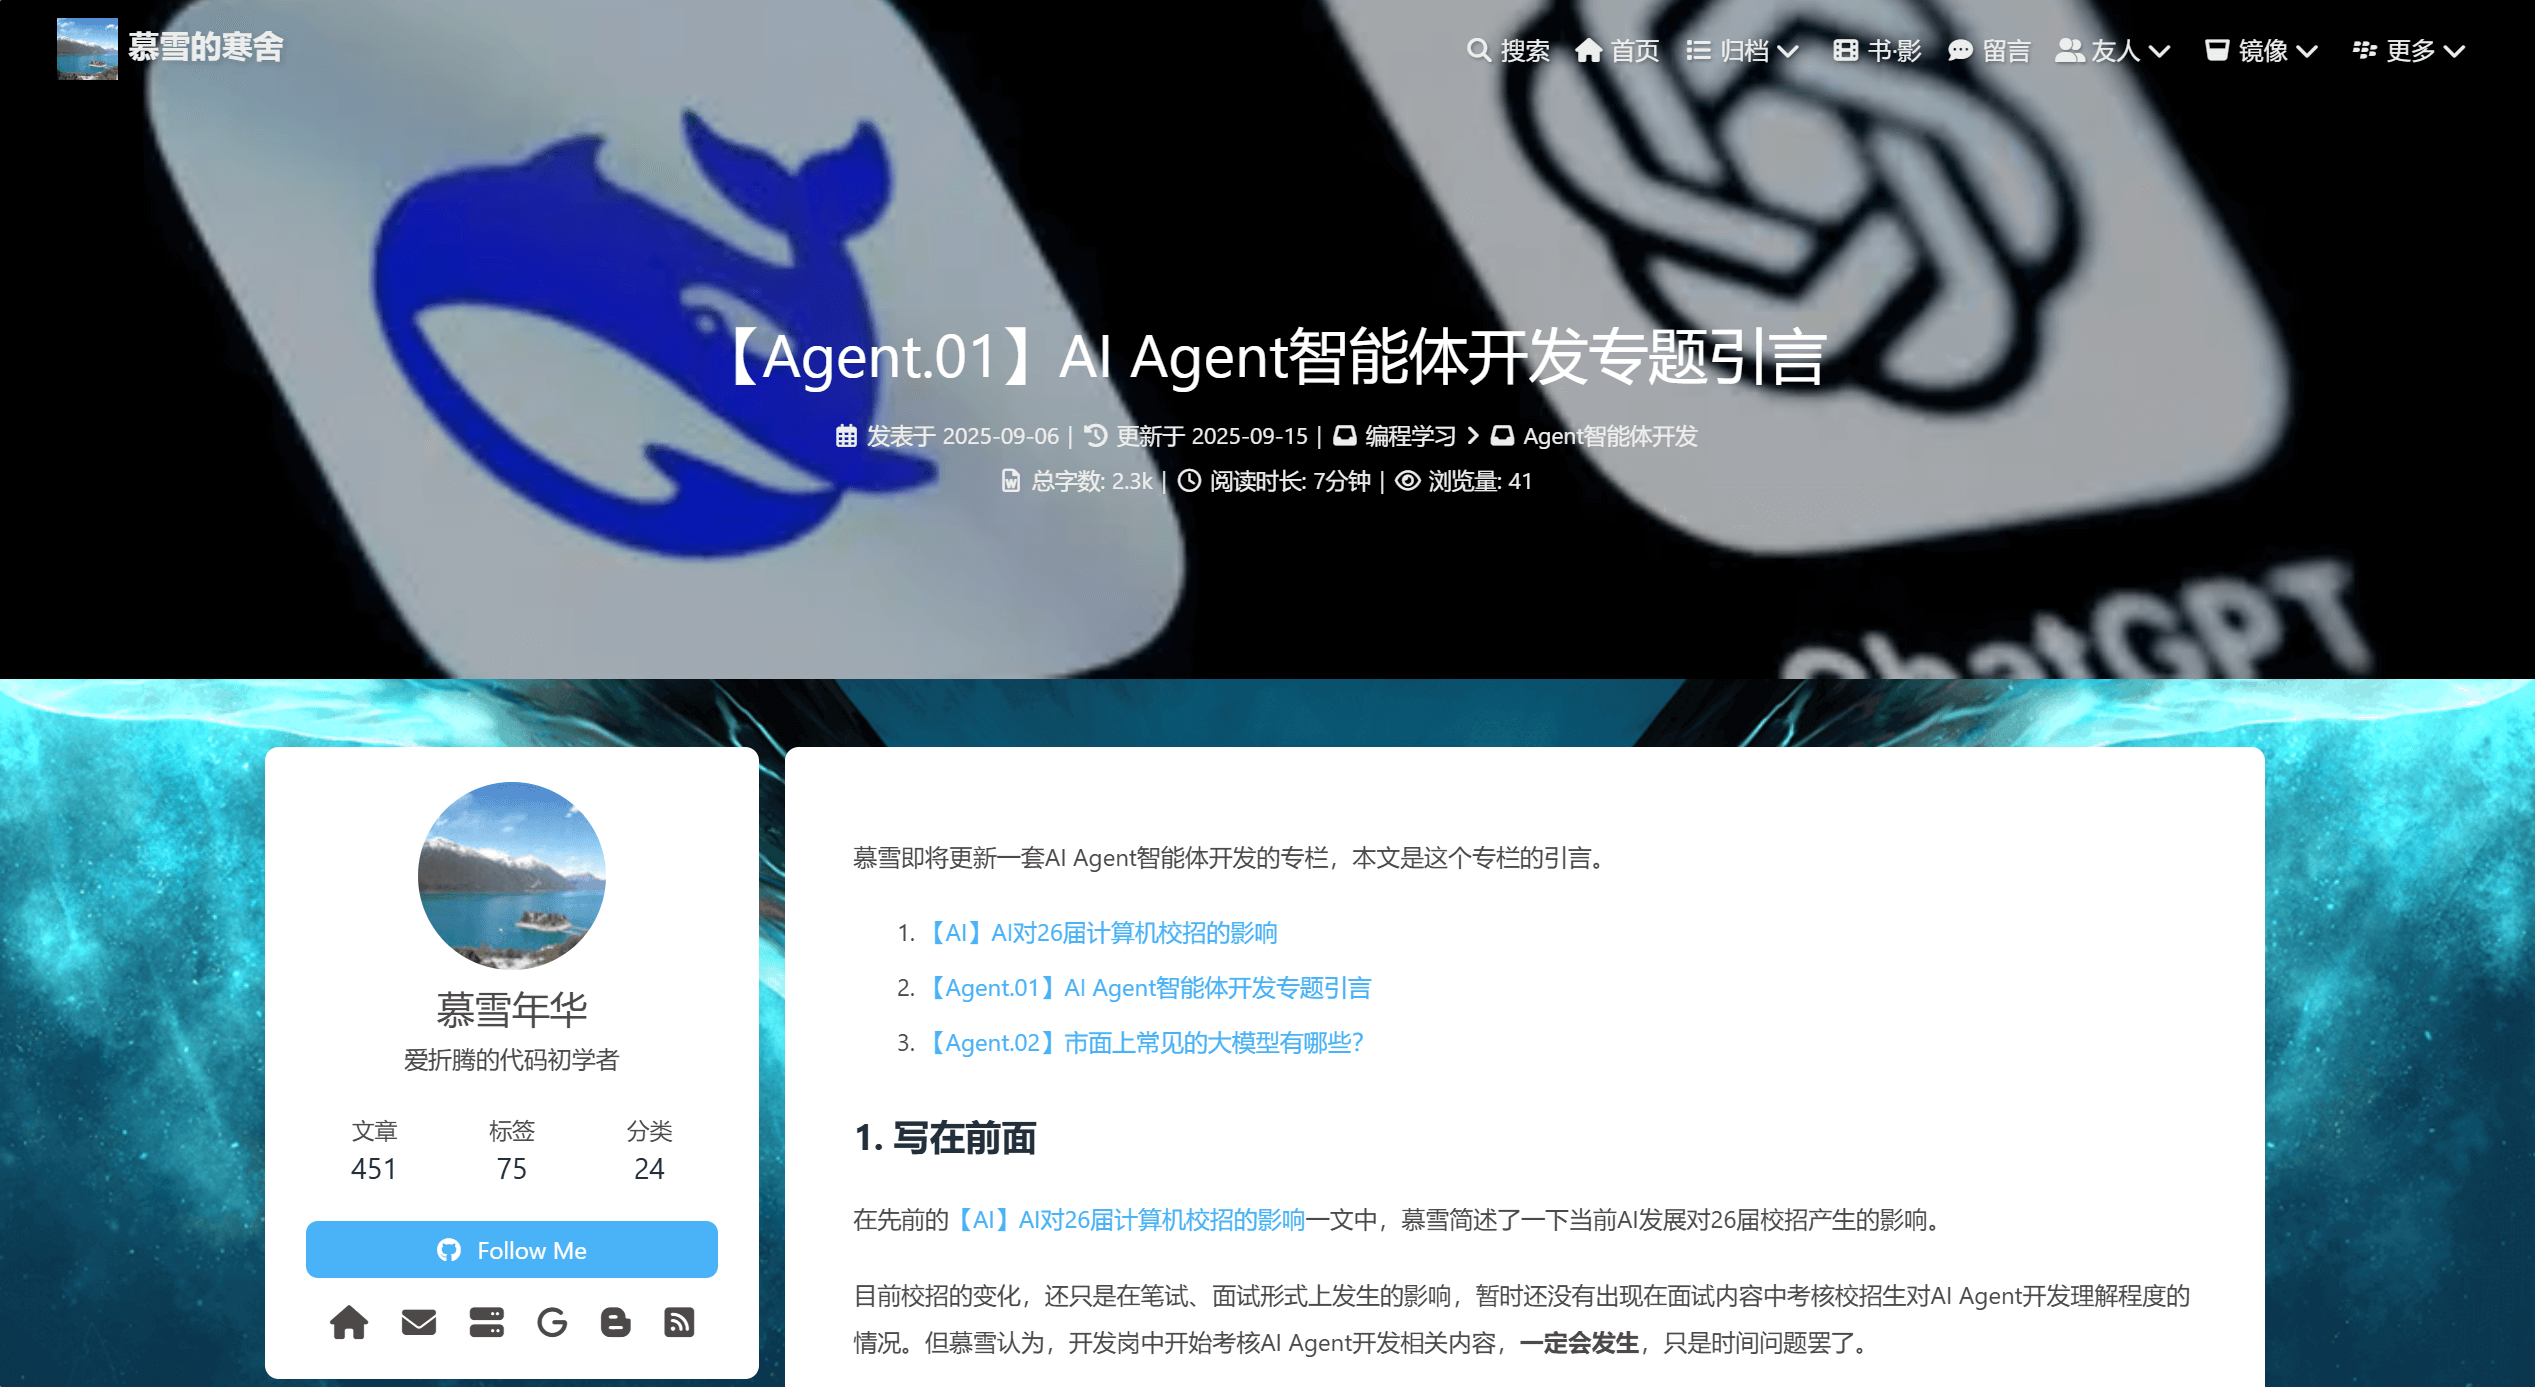 慕雪的寒舍
搜索 首页 归档 书·影 留言 友人 镜像 更多
【Agent.01】AI Agent智能体开发专题引言
发表于 2025-09-06 | 更新于 2025-09-15 | 编程学习 > Agent智能体开发
总字数: 2.3k | 阅读时长: 7分钟 | 浏览量: 41
ChatGPT
慕雪年华
爱折腾的代码初学者
文章 标签 分类
451 75 24
Follow Me
慕雪即将更新一套AI Agent智能体开发的专栏，本文是这个专栏的引言。
1. 【AI】AI对26届计算机校招的影响
2. 【Agent.01】AI Agent智能体开发专题引言
3. 【Agent.02】市面上常见的大模型有哪些？
1. 写在前面
在先前的【AI】AI对26届计算机校招的影响一文中，慕雪简述了一下当前AI发展对26届校招产生的影响。
目前校招的变化，还只是在笔试、面试形式上发生的影响，暂时还没有出现在面试内容中考核校招生对AI Agent开发理解程度的
情况。但慕雪认为，开发岗中开始考核AI Agent开发相关内容，一定会发生，只是时间问题罢了。